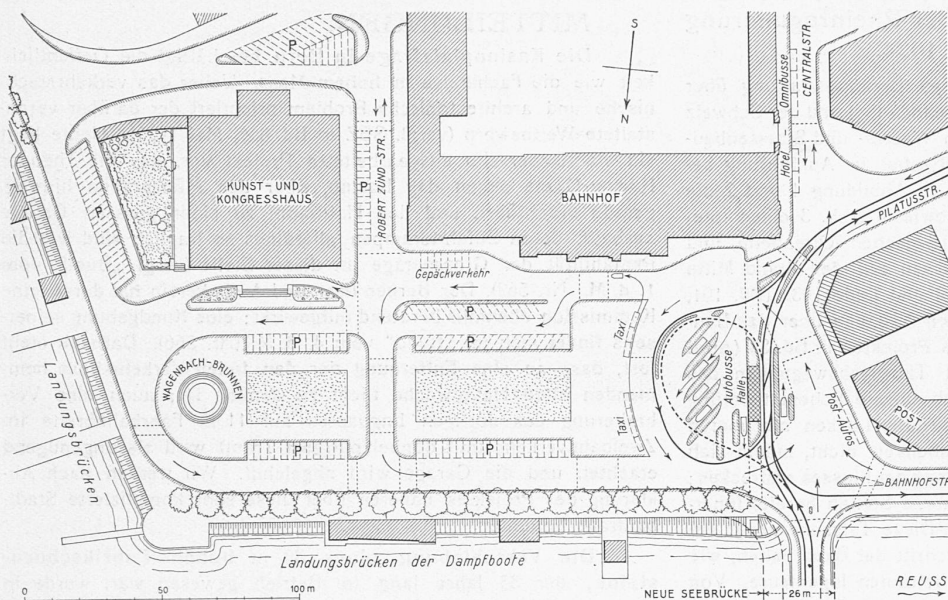 P
S
N
Omnibusse
CENTRALSTR.
Hotel
KUNST- UND
KONGRESSHAUS
P
ROBERT ZÜND-STR.
P
BAHNHOF
PILATUSSTR.
Gepäckverkehr
P
P
Taxi
Landungsbrücken
WAGENBACH-BRUNNEN
Autobusse
Halle
Post-Autos
POST
Taxi
P
P
BAHNHOFSTR.
Landungsbrücken der Dampfboote
0 50 100 m
NEUE SEEBRÜCKE
26 m
REUSS